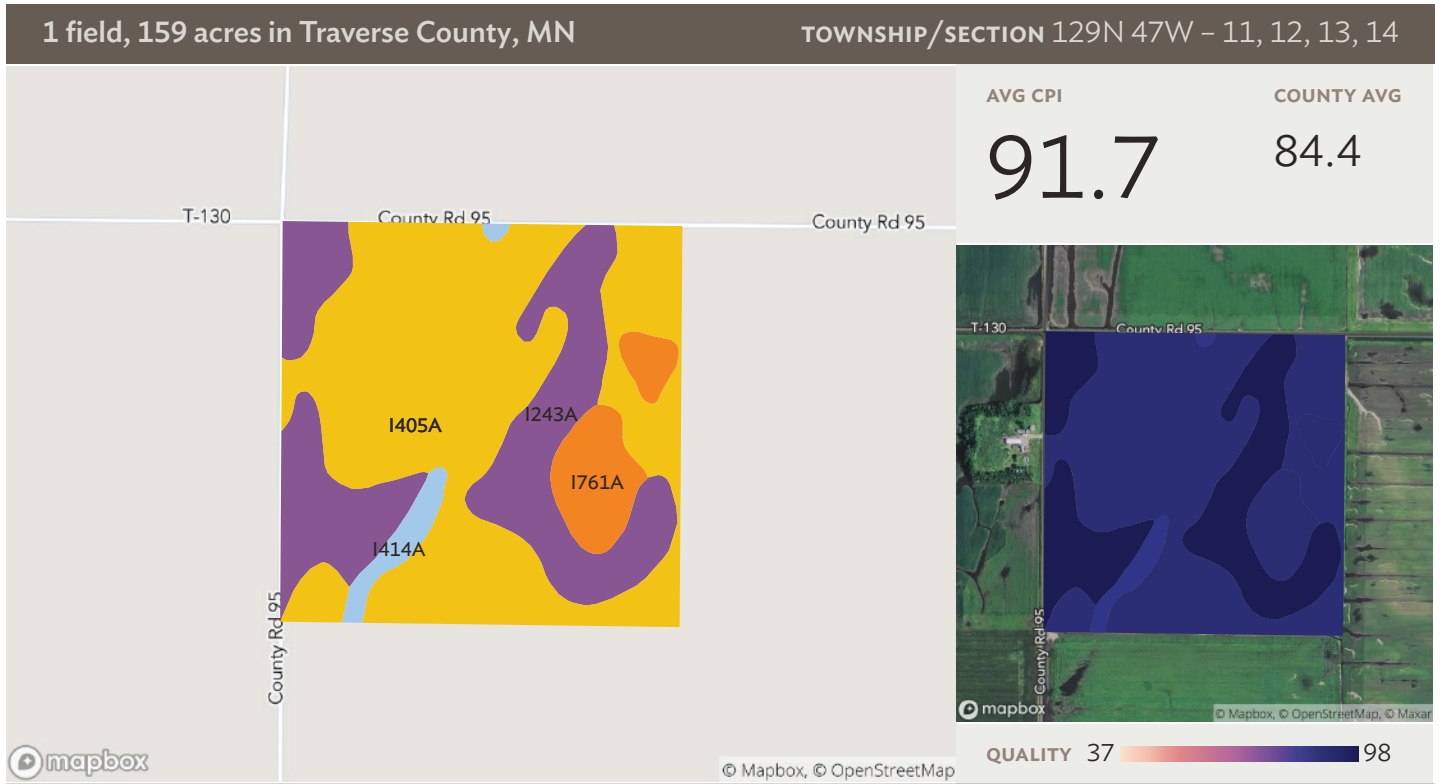 1 field, 159 acres in Traverse County, MN
TOWNSHIP/SECTION 129N 47W – 11, 12, 13, 14
AVG CPI
COUNTY AVG
91.7
84.4
T-130
County Rd 95
County Rd 95
I405A
I243A
I761A
I414A
County Rd 95
mapbox
© Mapbox, © OpenStreetMap
T-130
County Rd 95
County Rd 95
mapbox
© Mapbox, © OpenStreetMap, © Maxar
QUALITY 37 98